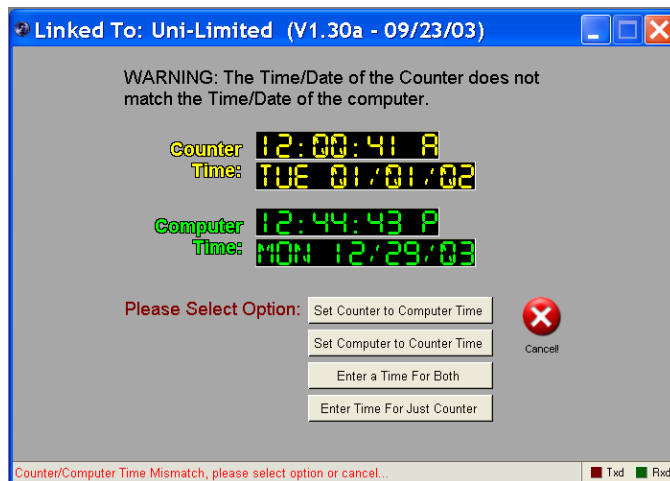 Linked To: Uni-Limited (V1.30a - 09/23/03)
WARNING: The Time/Date of the Counter does not
match the Time/Date of the computer.
Counter
Time:
12:00:41 A
TUE 01/01/02
Computer
Time:
12:44:43 P
MON 12/29/03
Please Select Option:
Set Counter to Computer Time
Set Computer to Counter Time
Enter a Time For Both
Enter Time For Just Counter
Cancel!
Counter/Computer Time Mismatch, please select option or cancel...
Txd
Rxd